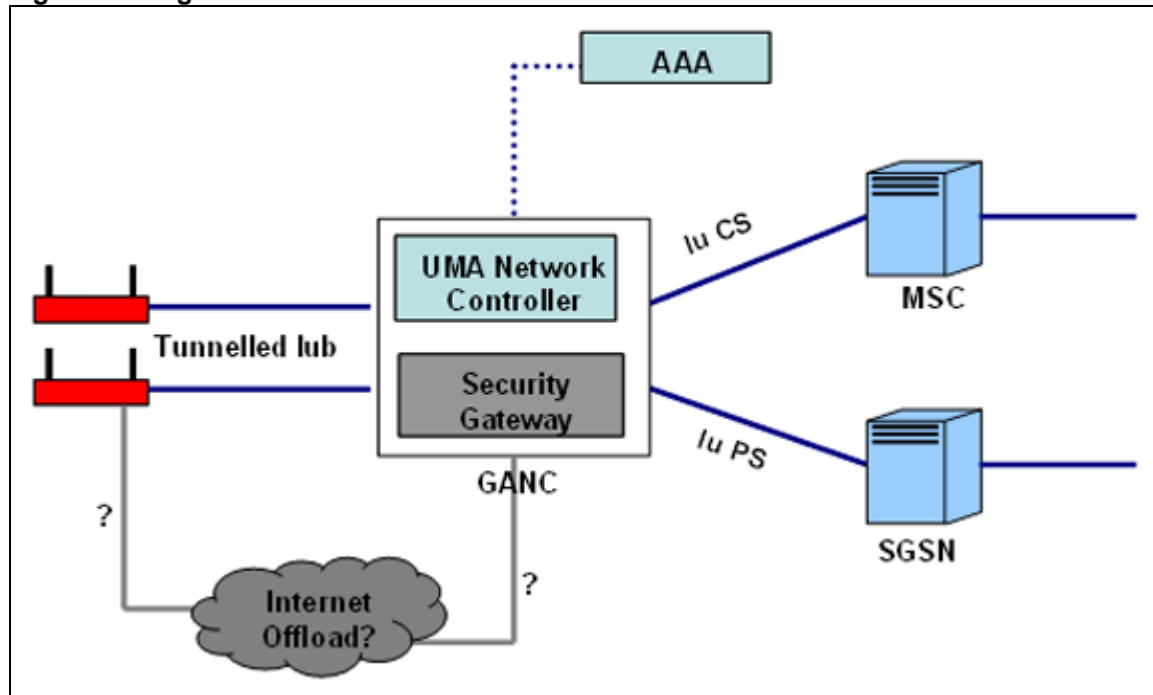 AAA
UMA Network
Controller
Iu CS
MSC
Tunnelled Iub
Security
Gateway
Iu PS
GANC
SGSN
?
?
Internet
Offload?